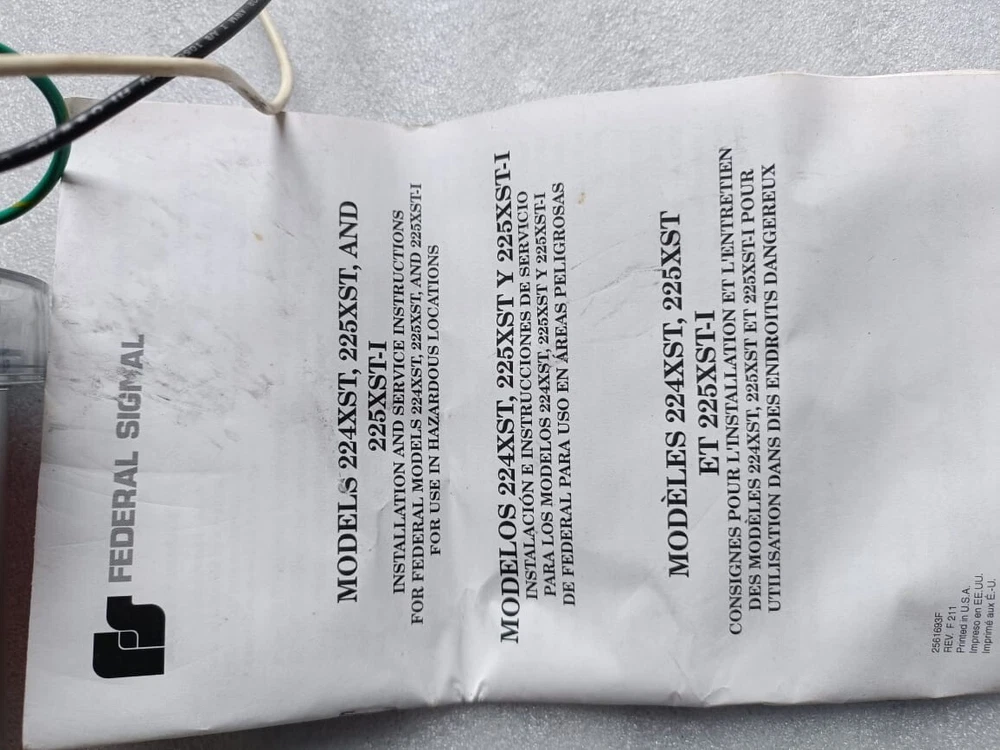 FEDERAL SIGNAL
MODELS 224XST, 225XST, AND
225XST-I
INSTALLATION AND SERVICE INSTRUCTIONS
FOR FEDERAL MODELS 224XST, 225XST, AND 225XST-I
FOR USE IN HAZARDOUS LOCATIONS
MODELOS 224XST, 225XST Y 225XST-I
INSTALACIÓN E INSTRUCCIONES DE SERVICIO
PARA LOS MODELOS 224XST, 225XST Y 225XST-I
DE FEDERAL PARA USO EN ÁREAS PELIGROSAS
MODÈLES 224XST, 225XST
ET 225XST-I
CONSIGNES POUR L'INSTALLATION ET L'ENTRETIEN
DES MODÈLES 224XST, 225XST ET 225XST-I POUR
UTILISATION DANS DES ENDROITS DANGEREUX
2561693F
REV. F 211
Printed in U.S.A.
Impreso en EE.UU.
Imprimé aux É.-U.